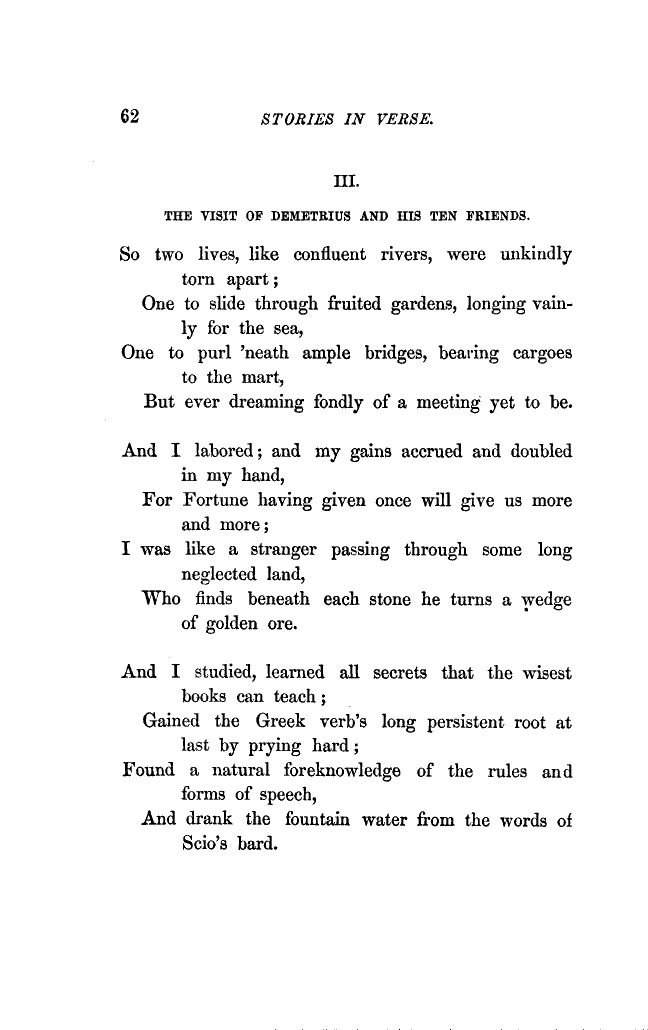 62
STORIES IN VERSE.
III.
THE VISIT OF DEMETRIUS AND HIS TEN FRIENDS.
So two lives, like confluent rivers, were unkindly
torn apart;
One to slide through fruited gardens, longing vain-
ly for the sea,
One to purl 'neath ample bridges, bearing cargoes
to the mart,
But ever dreaming fondly of a meeting yet to be.
And I labored; and my gains accrued and doubled
in my hand,
For Fortune having given once will give us more
and more;
I was like a stranger passing through some long
neglected land,
Who finds beneath each stone he turns a wedge
of golden ore.
And I studied, learned all secrets that the wisest
books can teach;
Gained the Greek verb's long persistent root at
last by prying hard;
Found a natural foreknowledge of the rules and
forms of speech,
And drank the fountain water from the words of
Scio's bard.